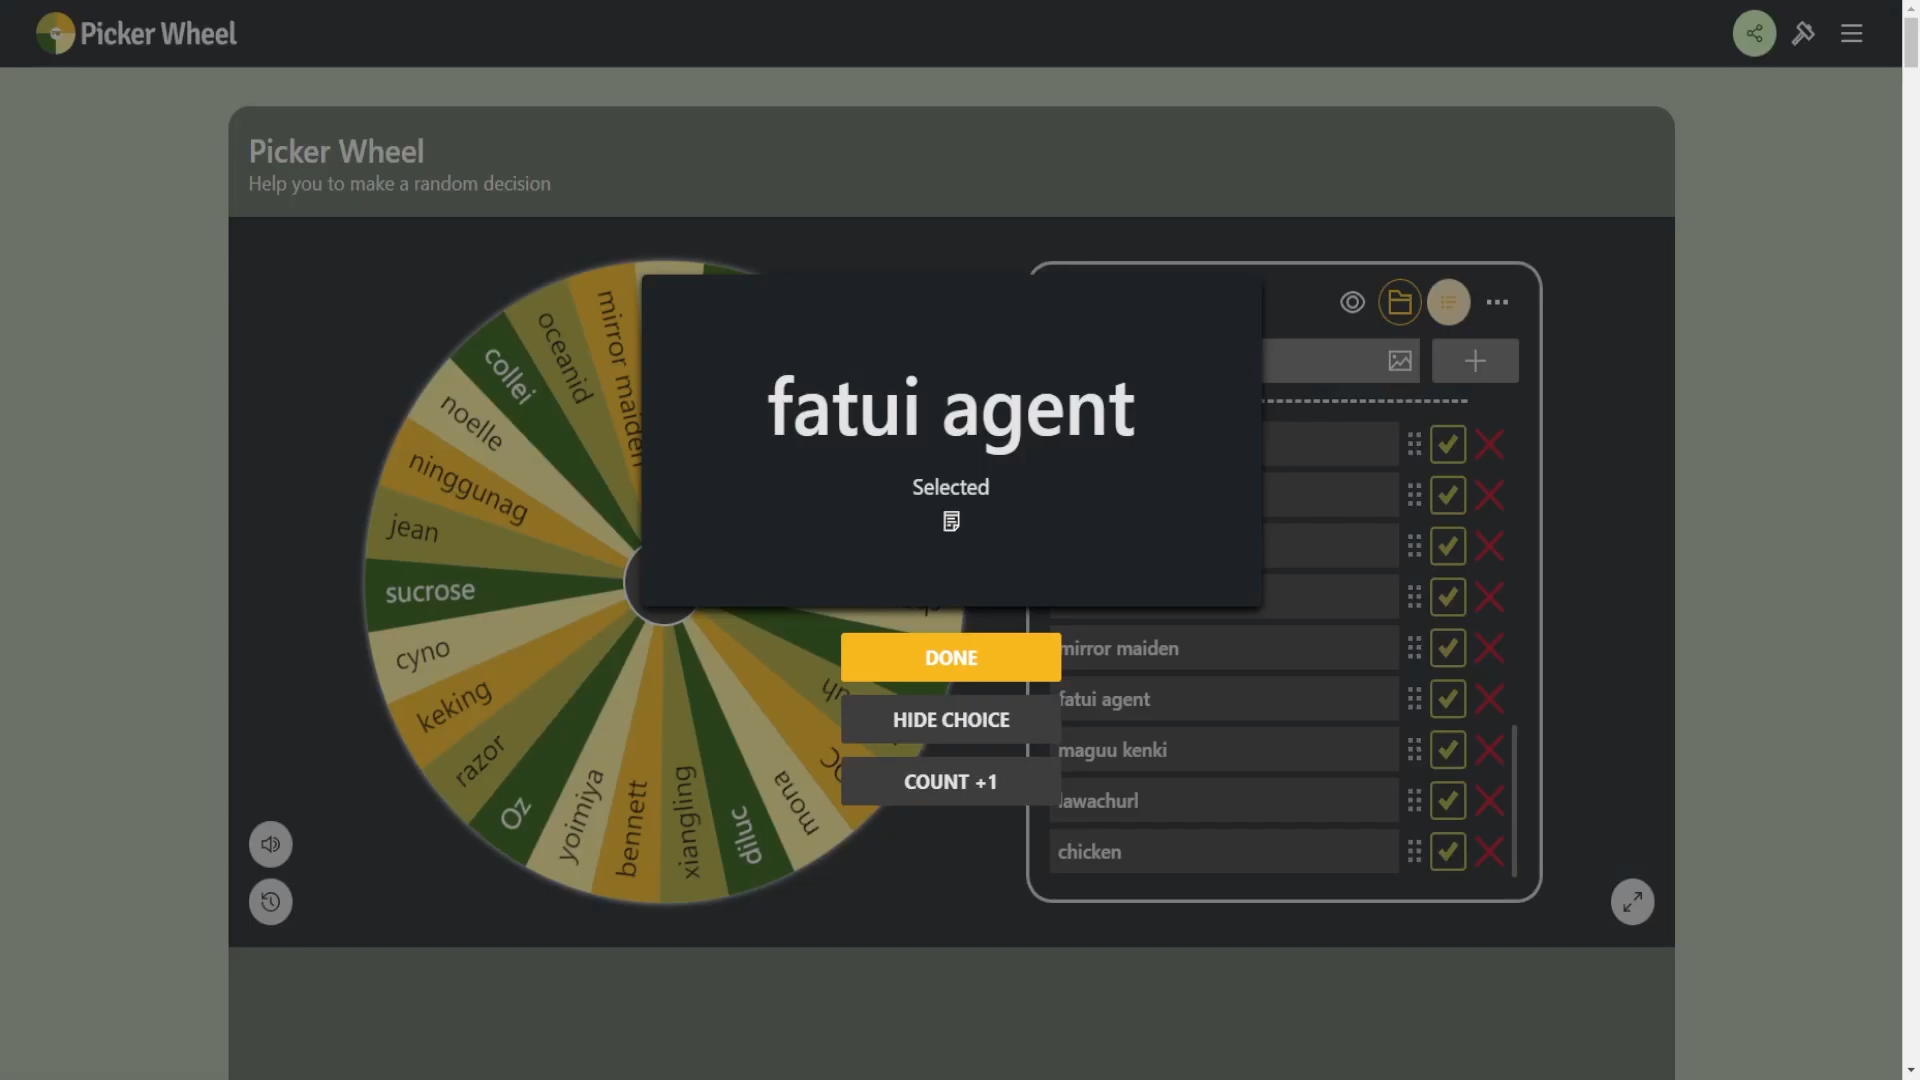 Picker Wheel
Picker Wheel
Help you to make a random decision
fatui agent
Selected
mirror maiden
oceanid
collei
noelle
ninggunag
jean
sucrose
cyno
keking
razor
Oz
yoimiya
bennett
xiangling
diluc
mona
DONE
HIDE CHOICE
COUNT +1
mirror maiden
fatui agent
maguu kenki
lawachurl
chicken